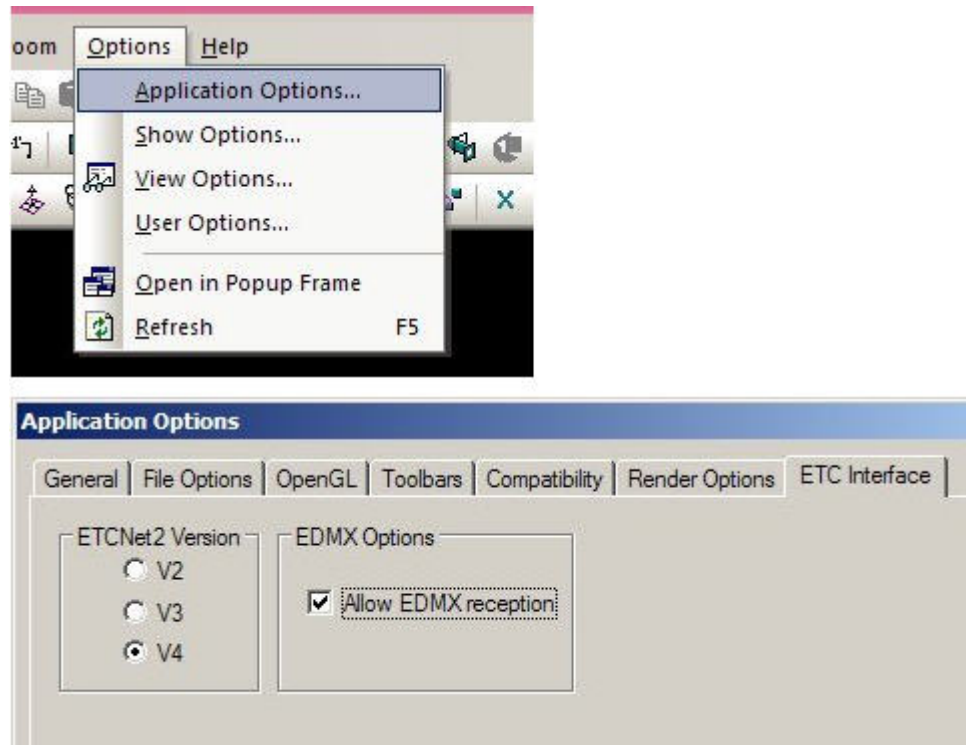 oom Options Help
Application Options...
Show Options...
View Options...
User Options...
Open in Popup Frame
Refresh F5
Application Options
General File Options OpenGL Toolbars Compatibility Render Options ETC Interface
ETCNet2 Version EDMX Options
V2
Allow EDMX reception
V3
V4